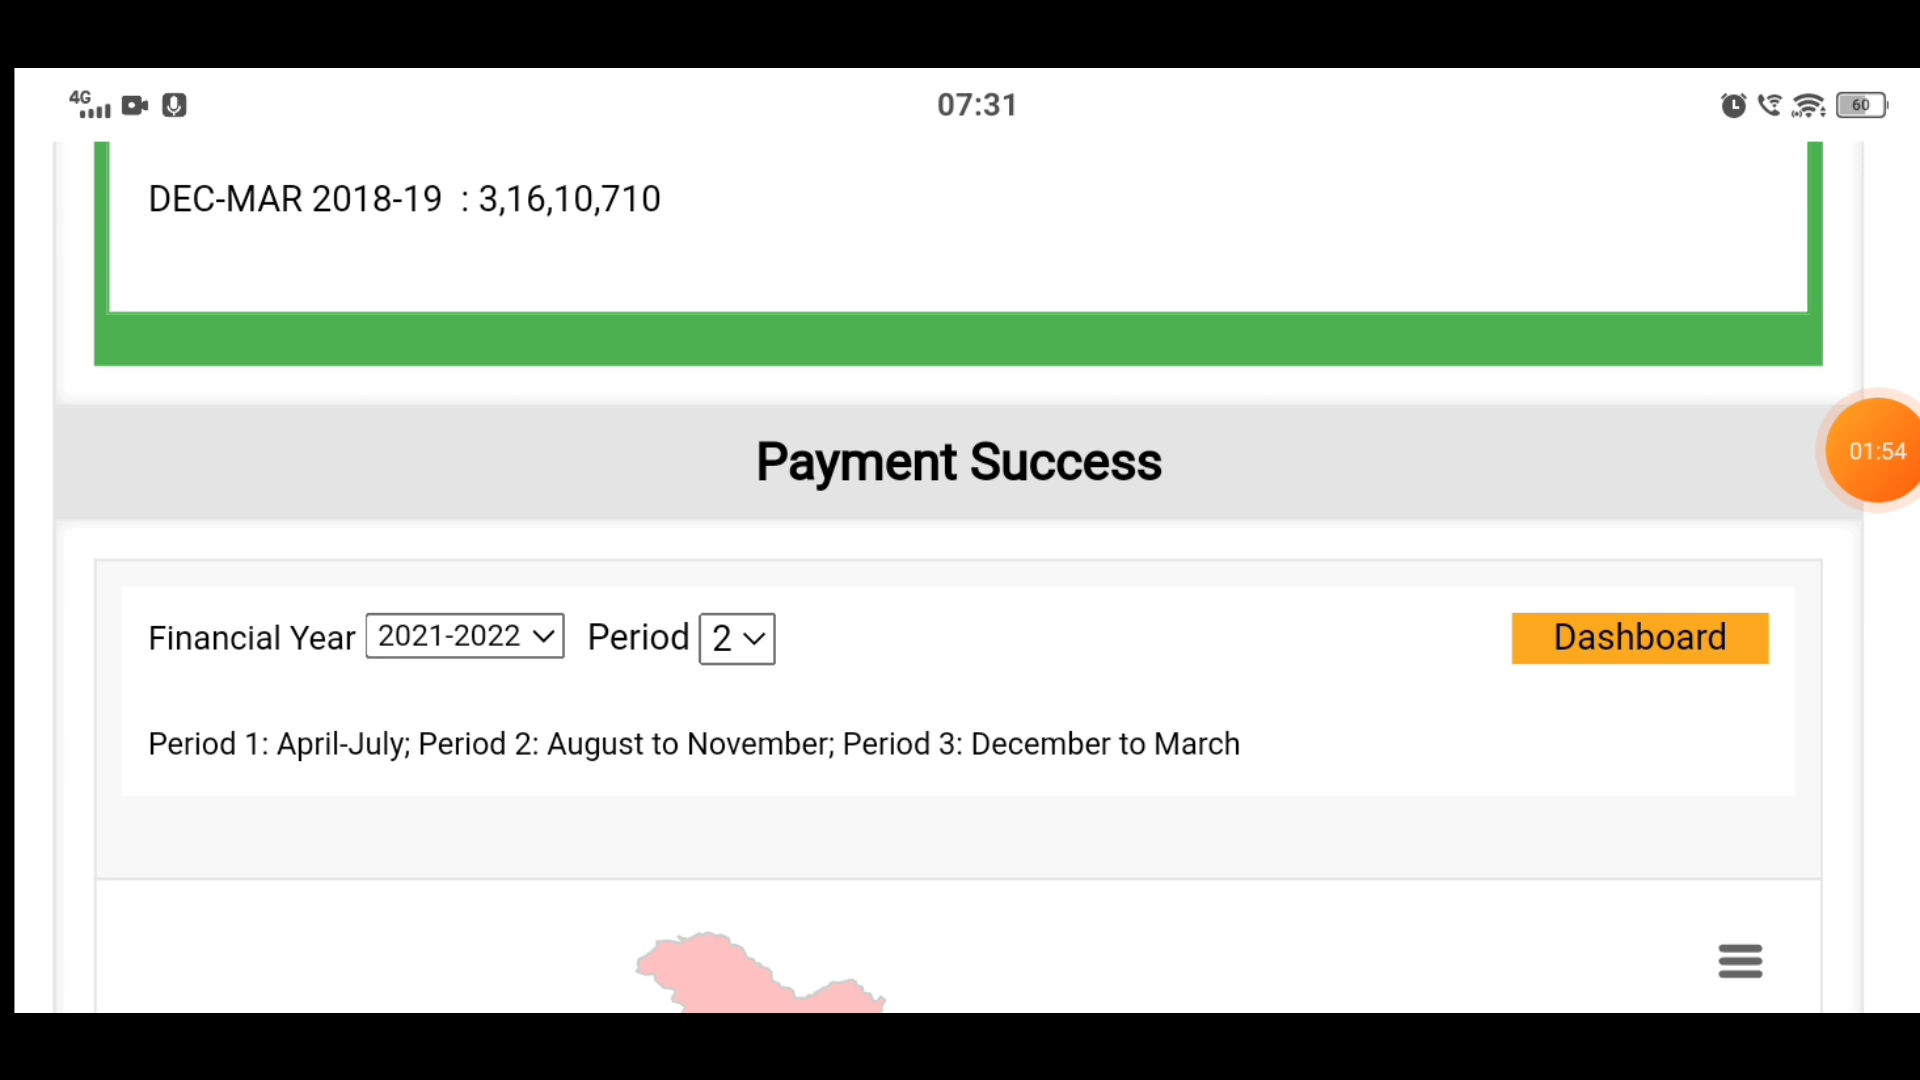 4G
07:31
60
DEC-MAR 2018-19 : 3,16,10,710
Payment Success
01:54
Financial Year 2021-2022 Period 2
Dashboard
Period 1: April-July; Period 2: August to November; Period 3: December to March